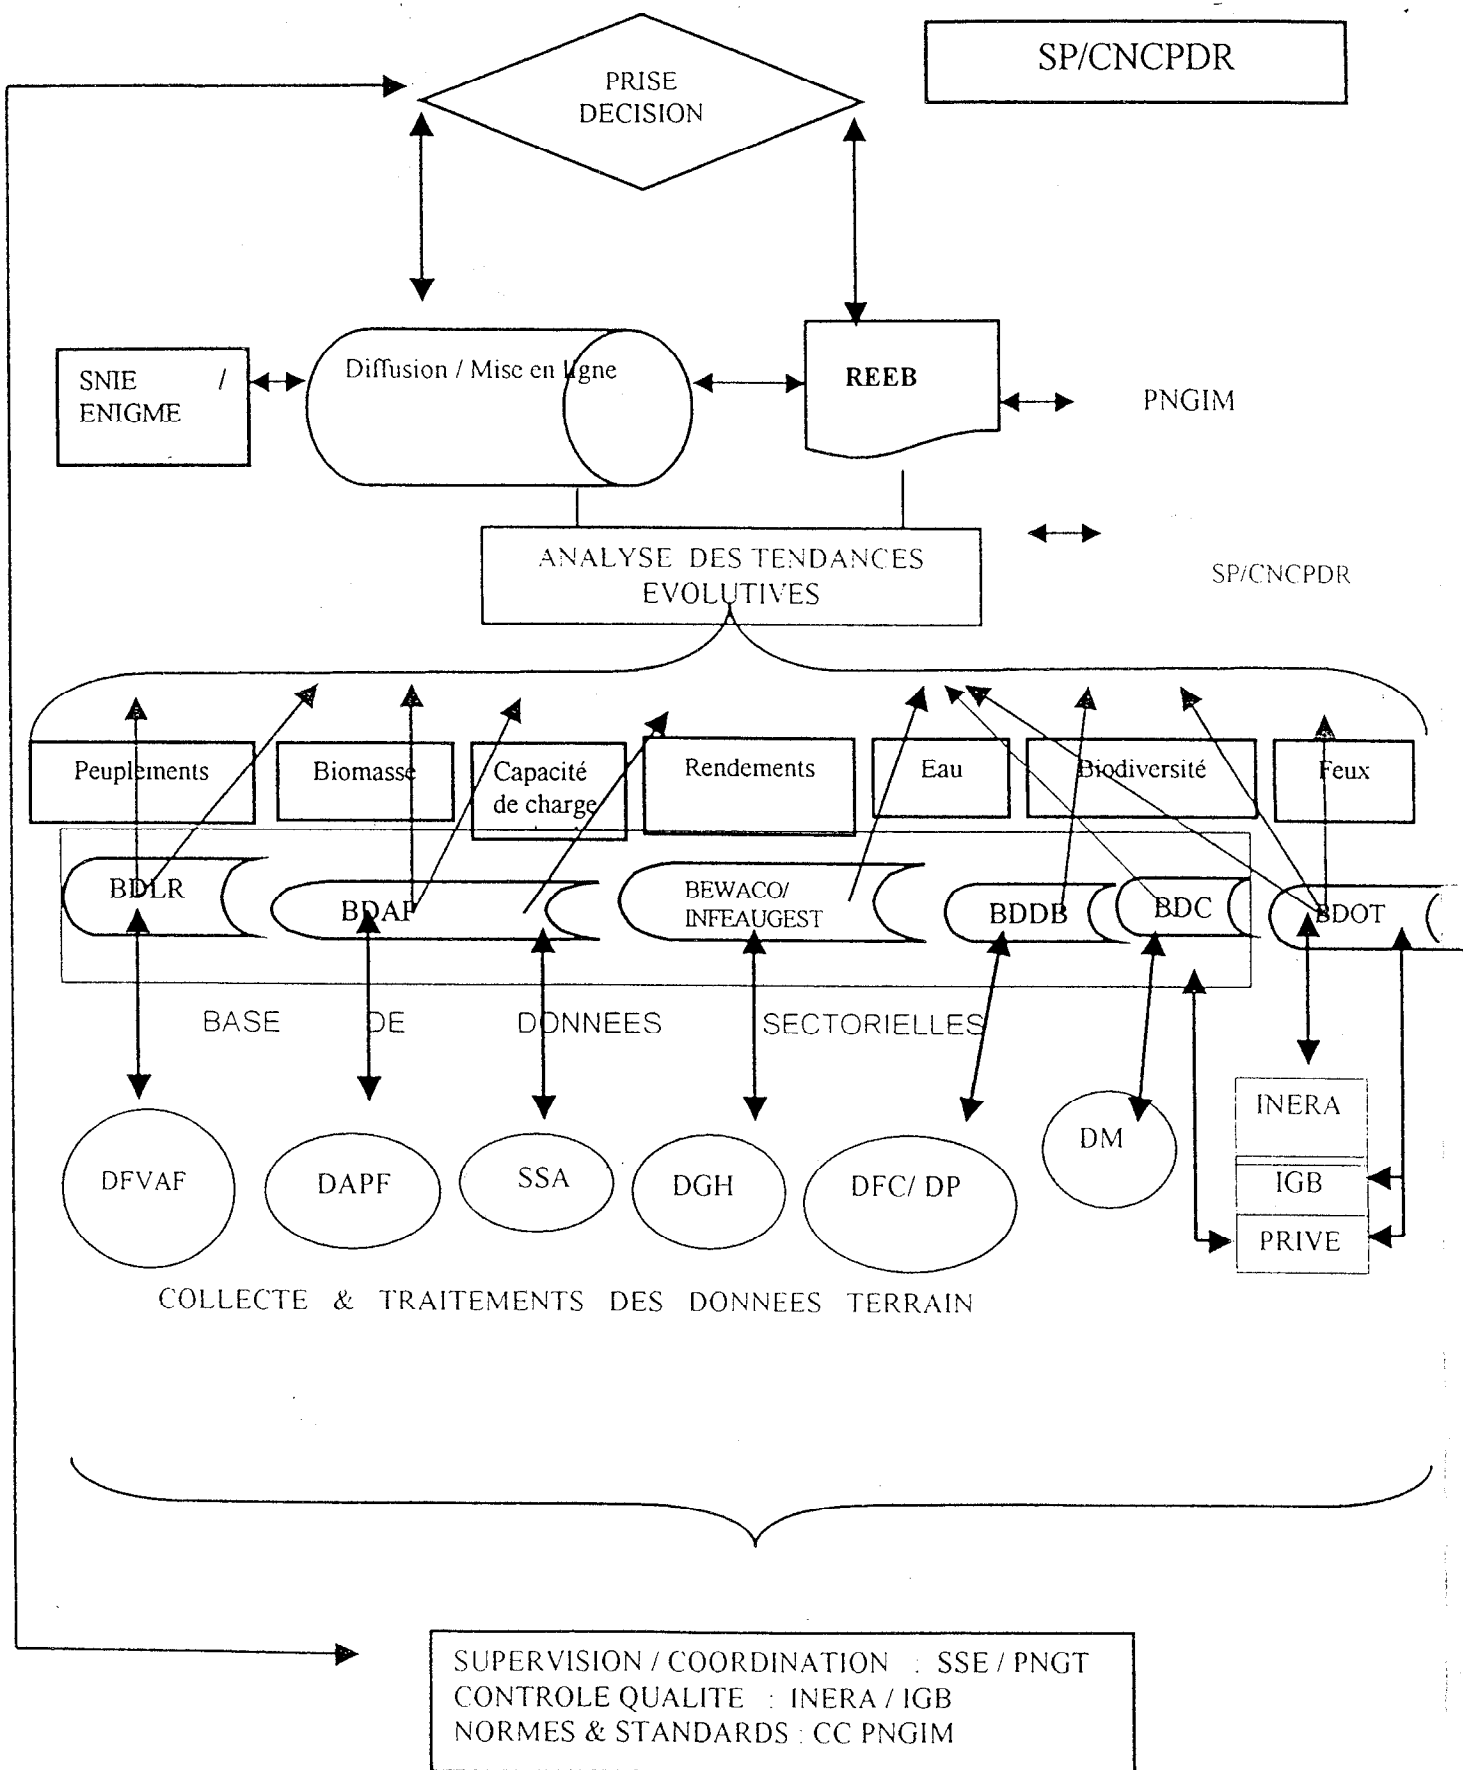 SP/CNCPDR
PRISE
DECISION
SNIE /
ENIGME
Diffusion / Mise en ligne
REEB
PNGIM
ANALYSE DES TENDANCES
EVOLUTIVES
SP/CNCPDR
Peuplements
Biomasse
Capacité
de charge
Rendements
Eau
Biodiversité
Feux
BDLR
BDAF
BEWACO/
INFEAUGEST
BDDB
BDC
BDOT
BASE DE DONNEES SECTORIELLES
DFVAF
DAPF
SSA
DGH
DFC/ DP
DM
INERA
IGB
PRIVE
COLLECTE & TRAITEMENTS DES DONNEES TERRAIN
SUPERVISION / COORDINATION : SSE / PNGT
CONTROLE QUALITE : INERA / IGB
NORMES & STANDARDS : CC PNGIM